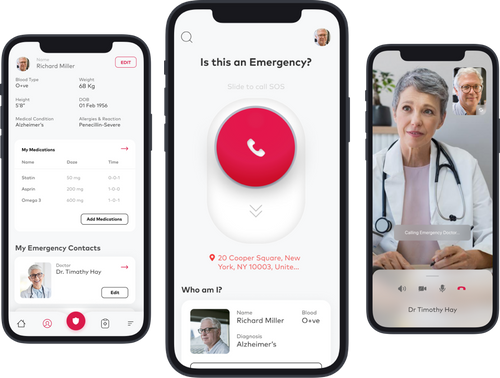 Name
Richard Miller
EDIT
Blood Type
Weight
O+ve
68 Kg
Height
DOB
5'8"
01 Feb 1956
Medical Condition
Allergies & Reaction
Alzheimer's
Penecillin-Severe
My Medications
Name
Dose
Time
Statin
20 mg
0-0-1
Asprin
200 mg
1-0-0
Omega 3
600 mg
1-0-1
Add Medications
My Emergency Contacts
Doctor
Dr. Timothy Hay
Edit
Is this an Emergency?
Slide to call SOS
20 Cooper Square, New
York, NY 10003, Unite...
Who am I?
Name
Blood
Richard Miller
O+ve
Diagnosis
Alzheimer's
Calling Emergency Doctor...
Dr Timothy Hay